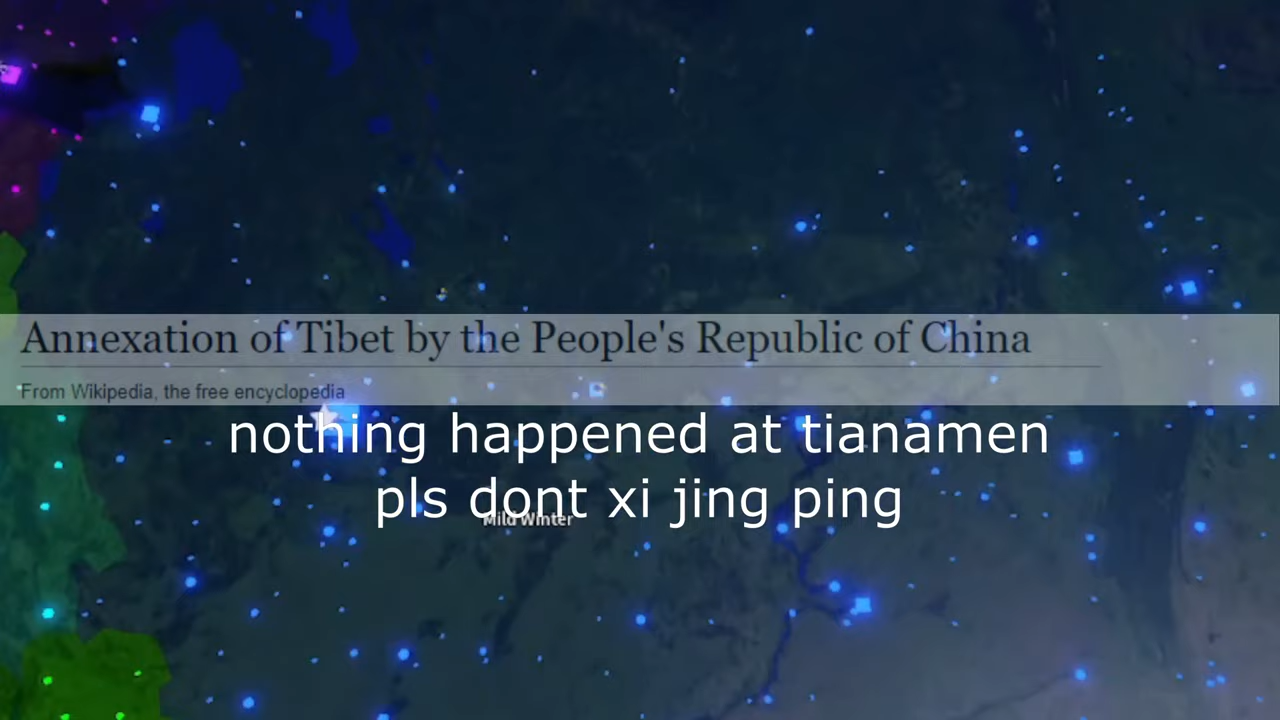 Annexation of Tibet by the People's Republic of China
From Wikipedia, the free encyclopedia
nothing happened at tianamen
pls dont xi jing ping
Mild Winter